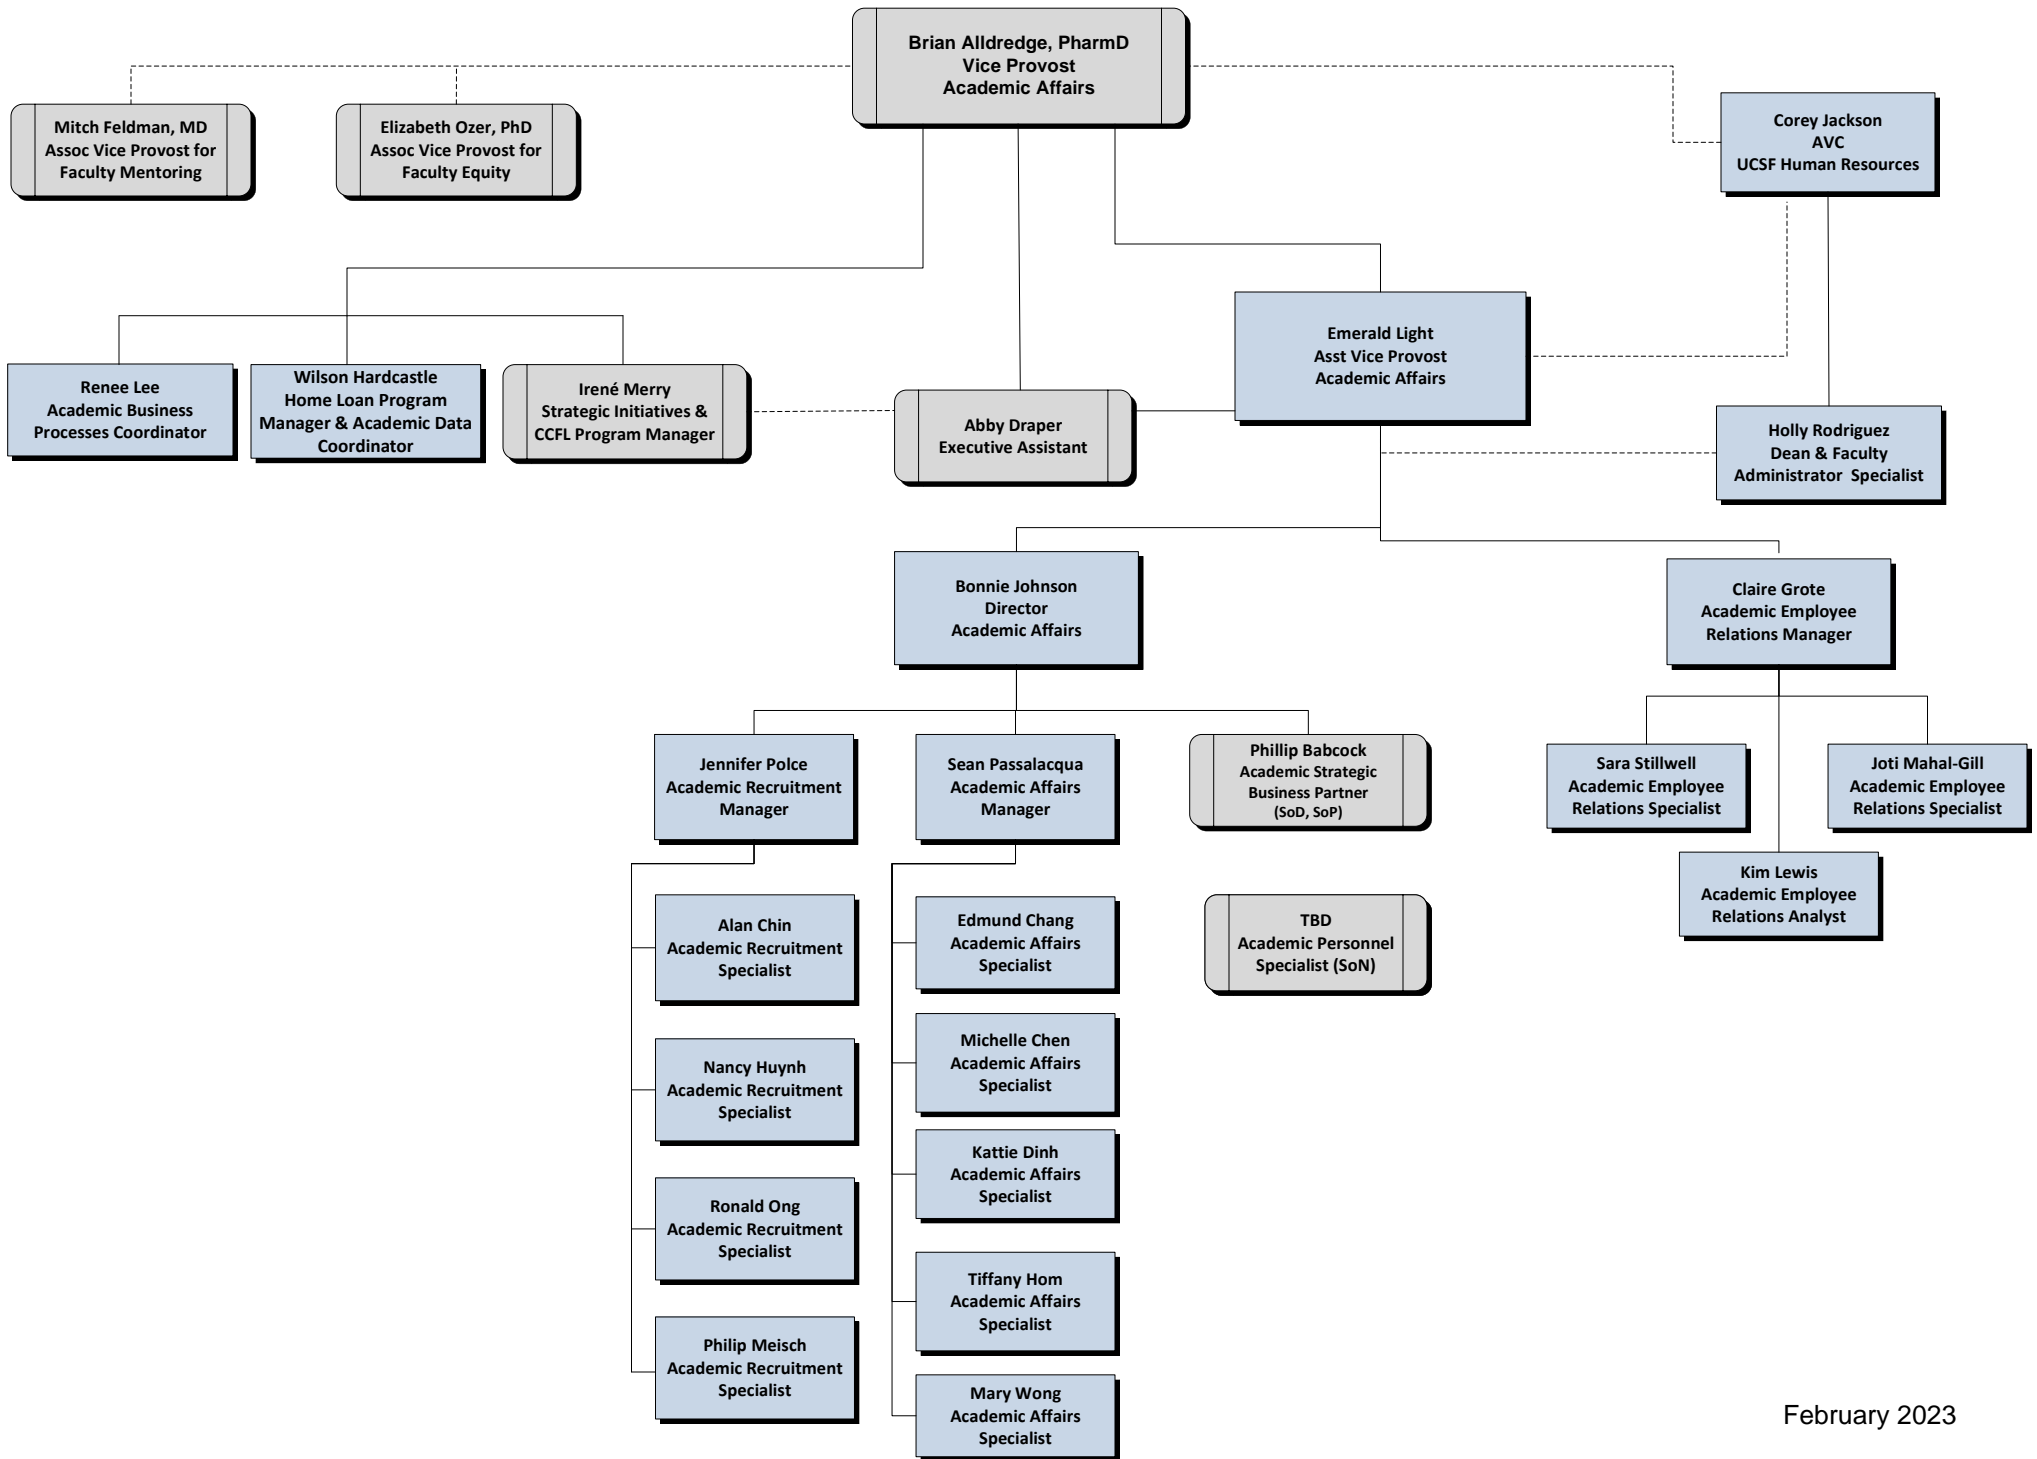 Brian Alldredge, PharmD
Vice Provost
Academic Affairs
Mitch Feldman, MD
Assoc Vice Provost for
Faculty Mentoring
Elizabeth Ozer, PhD
Assoc Vice Provost for
Faculty Equity
Corey Jackson
AVC
UCSF Human Resources
Emerald Light
Asst Vice Provost
Academic Affairs
Renee Lee
Academic Business
Processes Coordinator
Wilson Hardcastle
Home Loan Program
Manager & Academic Data
Coordinator
Irené Merry
Strategic Initiatives &
CCFL Program Manager
Abby Draper
Executive Assistant
Holly Rodriguez
Dean & Faculty
Administrator  Specialist
Bonnie Johnson
Director
Academic Affairs
Claire Grote
Academic Employee
Relations Manager
Jennifer Polce
Academic Recruitment
Manager
Sean Passalacqua
Academic Affairs
Manager
Phillip Babcock
Academic Strategic
Business Partner
(SoD, SoP)
Sara Stillwell
Academic Employee
Relations Specialist
Joti Mahal-Gill
Academic Employee
Relations Specialist
Kim Lewis
Academic Employee
Relations Analyst
Alan Chin
Academic Recruitment
Specialist
Edmund Chang
Academic Affairs
Specialist
TBD
Academic Personnel
Specialist (SoN)
Nancy Huynh
Academic Recruitment
Specialist
Michelle Chen
Academic Affairs
Specialist
Kattie Dinh
Academic Affairs
Specialist
Ronald Ong
Academic Recruitment
Specialist
Tiffany Hom
Academic Affairs
Specialist
Philip Meisch
Academic Recruitment
Specialist
Mary Wong
Academic Affairs
Specialist
February 2023